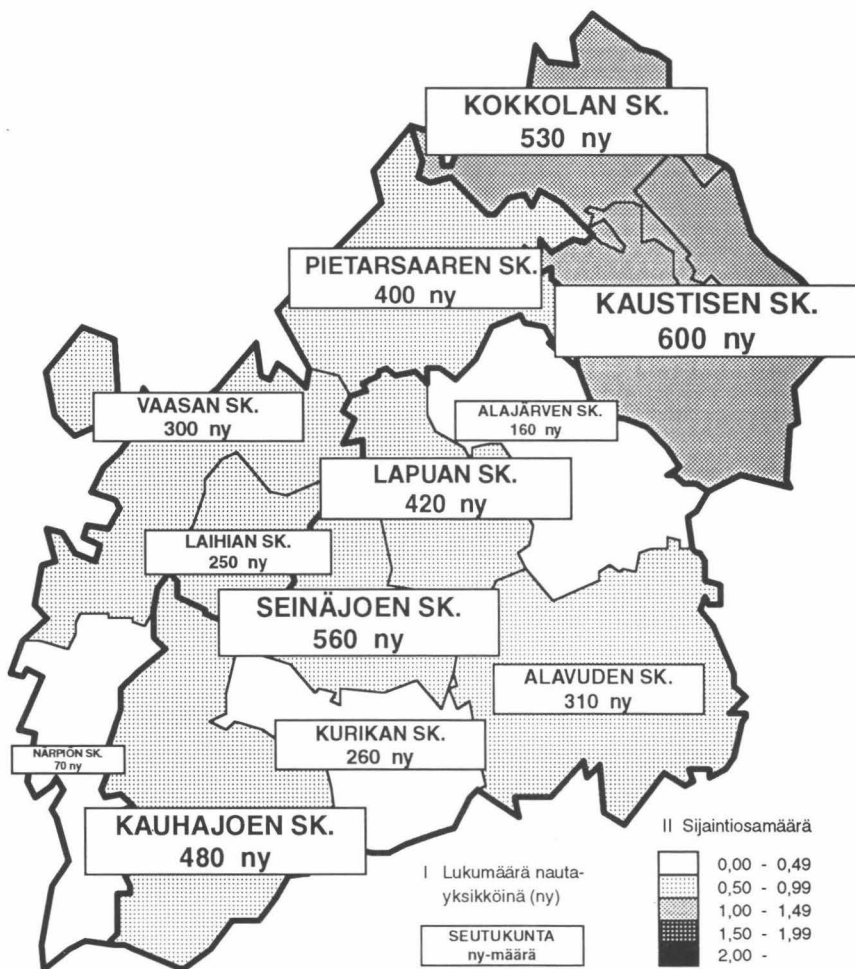 KOKKOLAN SK.
530 ny
PIETARSAAREN SK.
400 ny
KAUSTISEN SK.
600 ny
VAASAN SK.
300 ny
ALAJÄRVEN SK.
160 ny
LAPUAN SK.
420 ny
LAIHIAN SK.
250 ny
SEINÄJOEN SK.
560 ny
ALAVUDEN SK.
310 ny
KURIKAN SK.
260 ny
NÄRPIÖN SK.
70 ny
KAUHAJOEN SK.
480 ny
I Lukumäärä nauta-
yksikköinä (ny)
SEUTUKUNTA
ny-määrä
II Sijaintiosamäärä
0,00 - 0,49
0,50 - 0,99
1,00 - 1,49
1,50 - 1,99
2,00 -